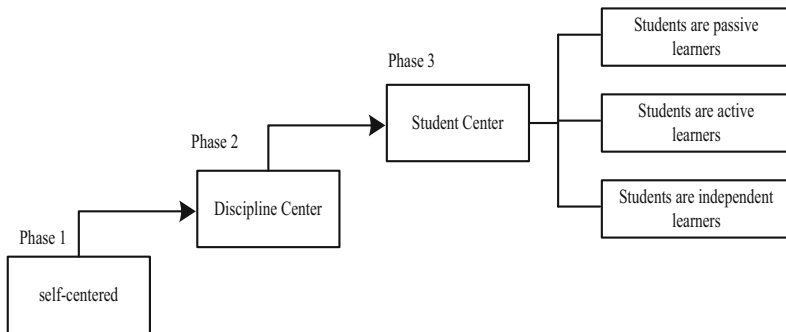 Students are passive
learners
Phase 3
Student Center
Students are active
learners
Phase 2
Discipline Center
Students are independent
learners
Phase 1
self-centered